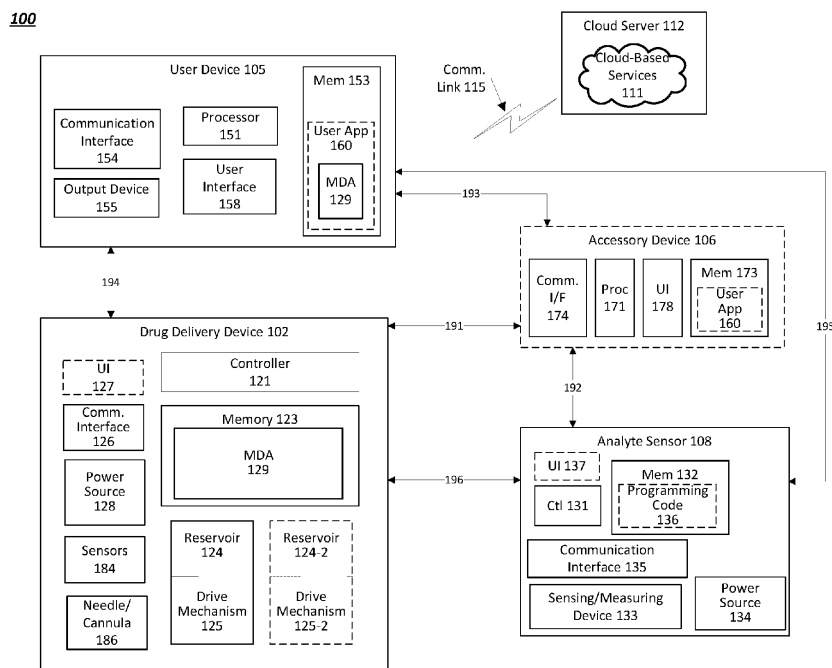 100
Cloud Server 112
Cloud-Based
Services
111
Comm.
Link 115
User Device 105
Mem 153
Communication
Interface
154
Processor
151
User App
160
Output Device
155
User
Interface
158
MDA
129
193
194
195
Accessory Device 106
Comm.
I/F
174
Proc
171
UI
178
Mem 173
User
App
160
191
192
Drug Delivery Device 102
UI
127
Controller
121
Comm.
Interface
126
Memory 123
MDA
129
Power
Source
128
Sensors
184
Reservoir
124
Reservoir
124-2
Needle/
Cannula
186
Drive
Mechanism
125
Drive
Mechanism
125-2
196
Analyte Sensor 108
UI 137
Mem 132
Programming
Code
136
Ctl 131
Communication
Interface 135
Sensing/Measuring
Device 133
Power
Source
134